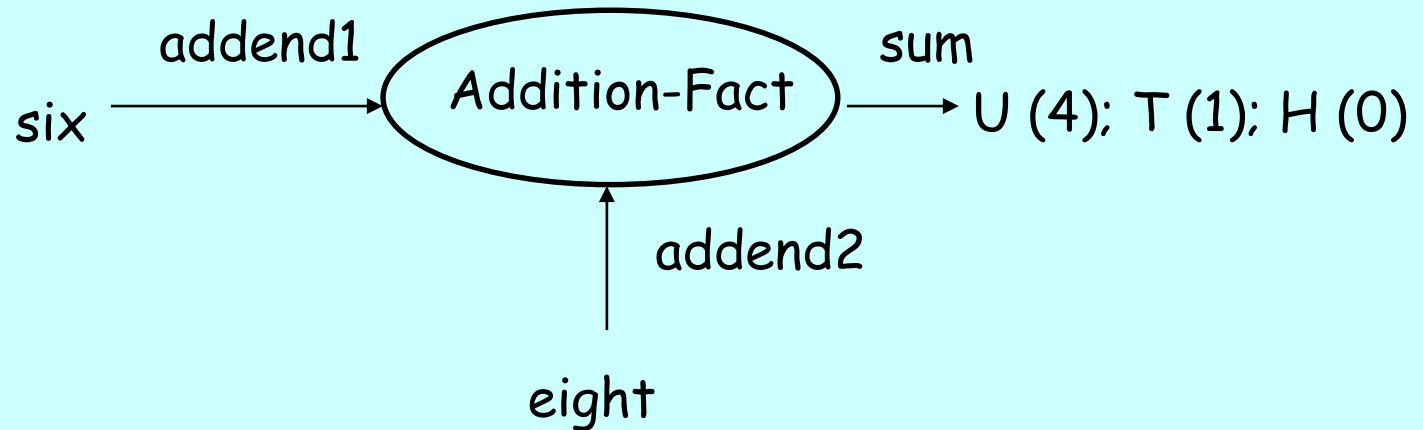 addend1
sum
Addition-Fact
six
U (4); T (1); H (0)
addend2
eight